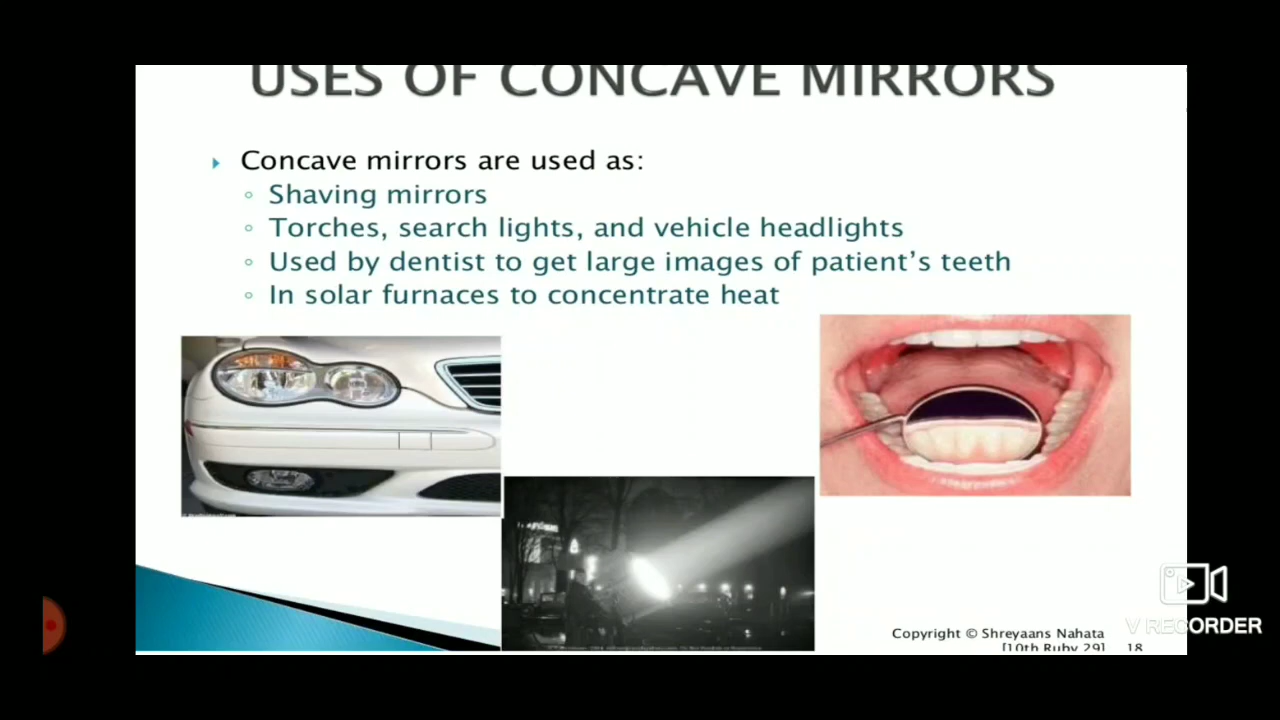 USES OF CONCAVE MIRRORS
Concave mirrors are used as:
Shaving mirrors
Torches, search lights, and vehicle headlights
Used by dentist to get large images of patient’s teeth
In solar furnaces to concentrate heat
Copyright © Shreyaans Nahata
[10th Ruby 29] 18
V RECORDER